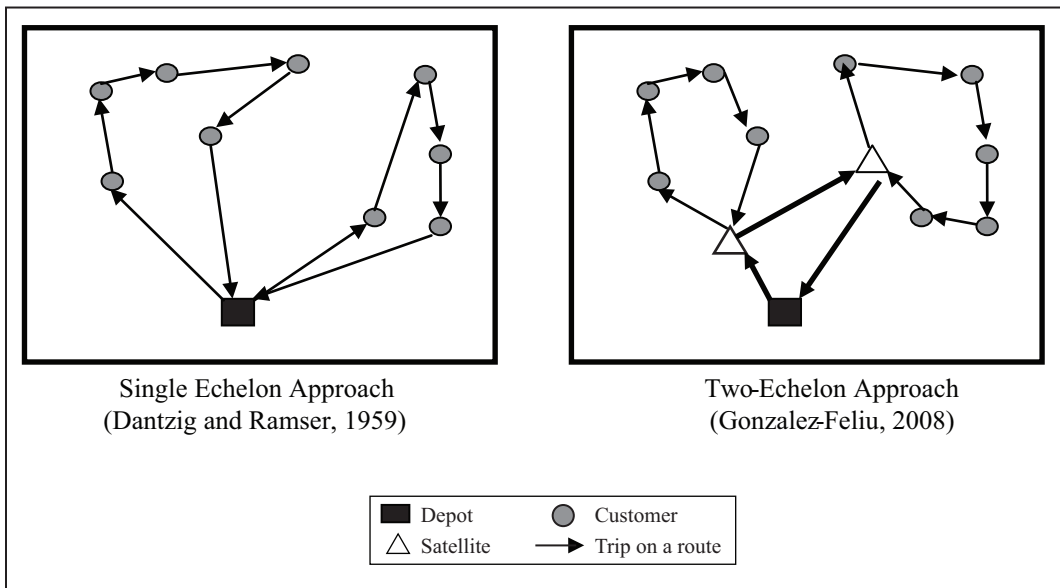 Single Echelon Approach
(Dantzig and Ramser, 1959)
Two-Echelon Approach
(Gonzalez-Feliu, 2008)
Depot
Customer
Satellite
Trip on a route